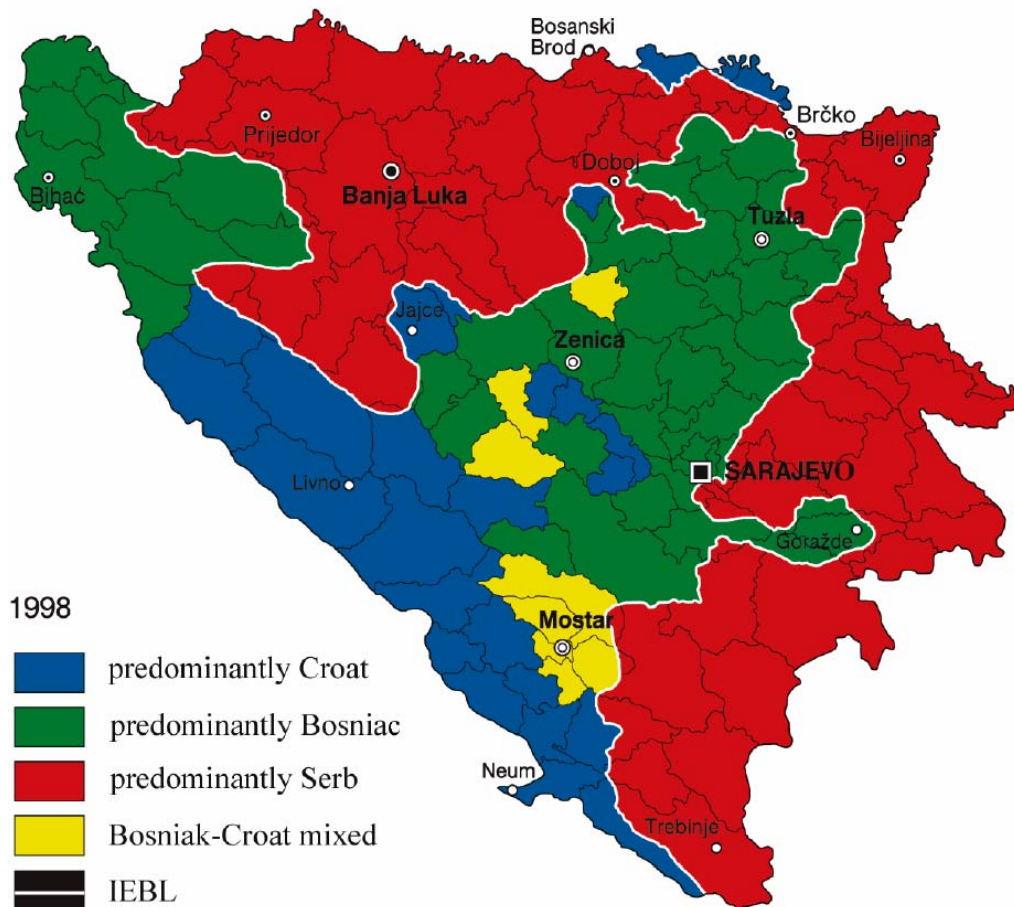 Bosanski
Brod
Brčko
Prijedor
Bijeljina
Doboj
Bihać
Banja Luka
Tuzla
Jajce
Zenica
SARAJEVO
Livno
Goražde
1998
Mostar
predominantly Croat
predominantly Bosniac
Neum
predominantly Serb
Trebinje
Bosniak-Croat mixed
IEBL